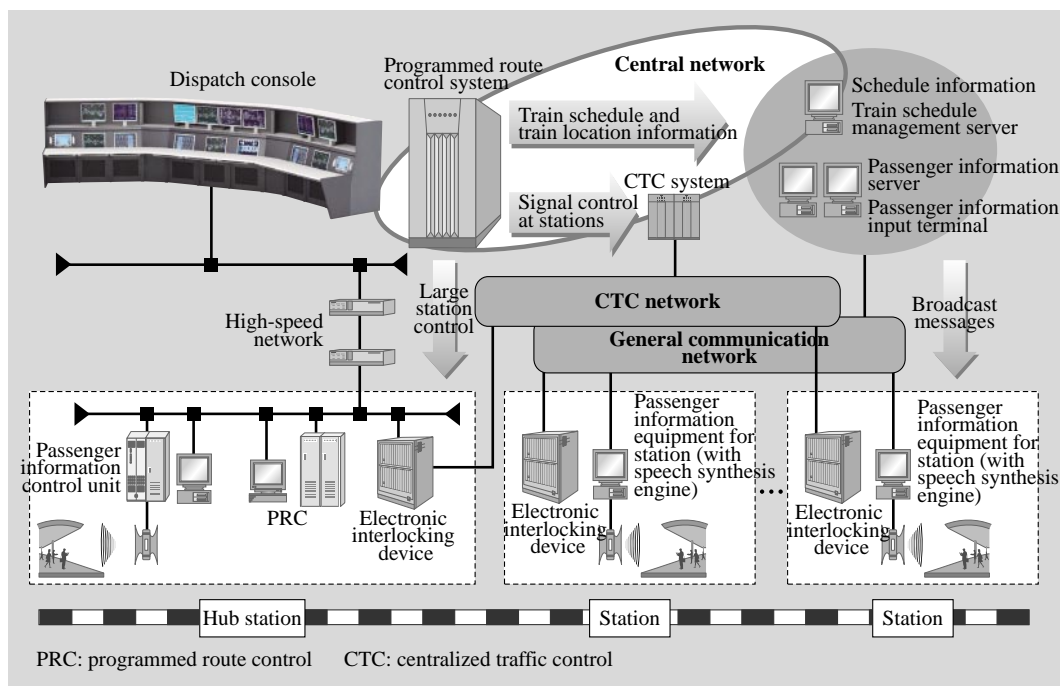 Dispatch console
Programmed route
control system
Central network
Train schedule and
train location information
Schedule information
Train schedule
management server
Passenger information
server
Passenger information
input terminal
CTC system
Signal control
at stations
Large
station
control
CTC network
High-speed
network
General communication
network
Broadcast
messages
Passenger
information
control unit
PRC
Electronic
interlocking
device
Passenger
information
equipment for
station (with
speech synthesis
engine)
Electronic
interlocking
device
...
Passenger
information
equipment for
station (with
speech synthesis
engine)
Electronic
interlocking
device
Hub station
Station
Station
PRC: programmed route control CTC: centralized traffic control